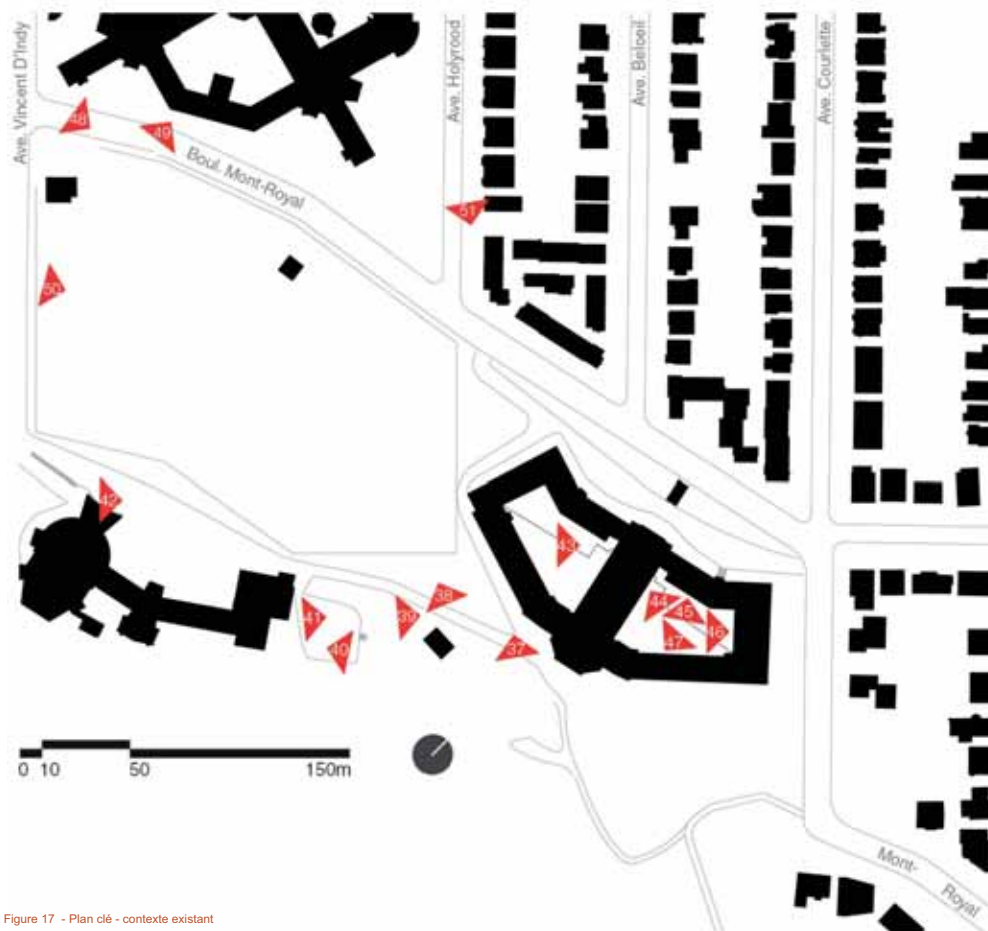 Ave. Vincent D'Indy
Ave. Holyrood
Ave. Beloeil
Ave. Courlette
48
49
Boul. Mont-Royal
51
50
42
43
38
39
41
40
37
44
45
46
47
0 10 50 150m
Mont-
Royal
Figure 17 - Plan clé - contexte existant